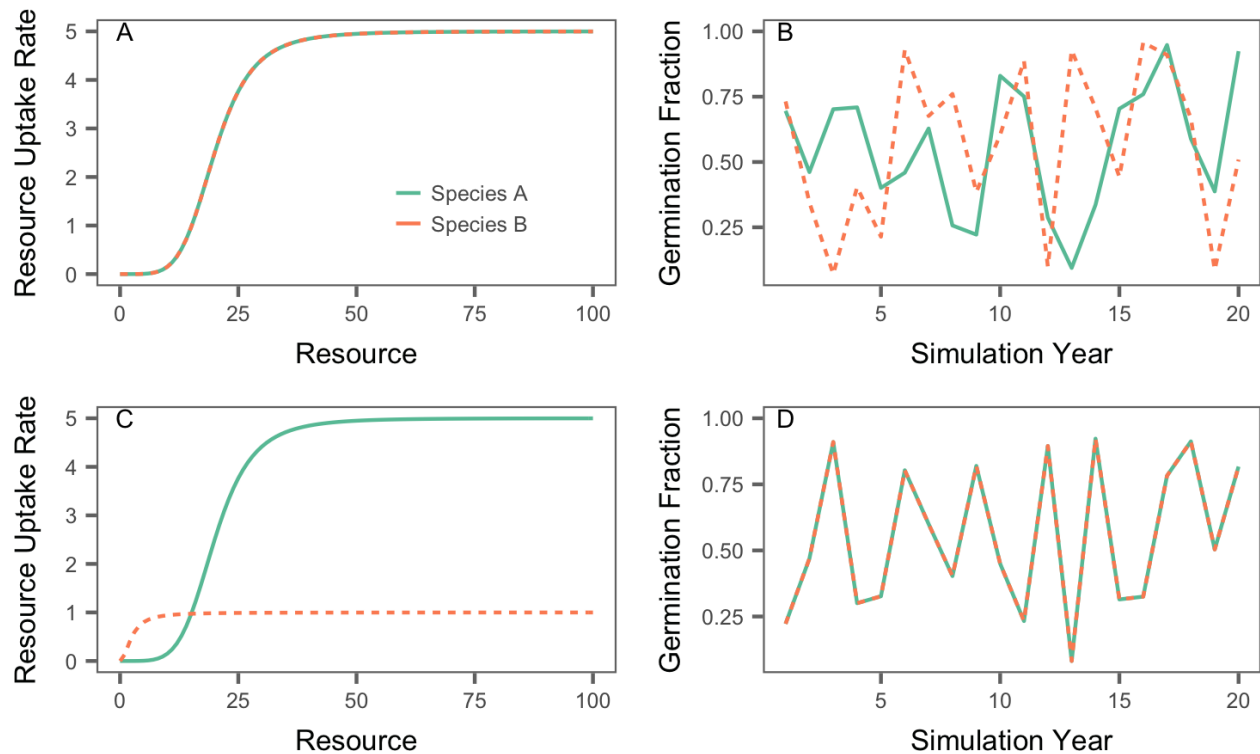 A
Resource Uptake Rate
5
4
3
2
1
0
Species A
Species B
0 25 50 75 100
Resource
B
Germination Fraction
1.00
0.75
0.50
0.25
5 10 15 20
Simulation Year
C
Resource Uptake Rate
5
4
3
2
1
0
0 25 50 75 100
Resource
D
Germination Fraction
1.00
0.75
0.50
0.25
5 10 15 20
Simulation Year